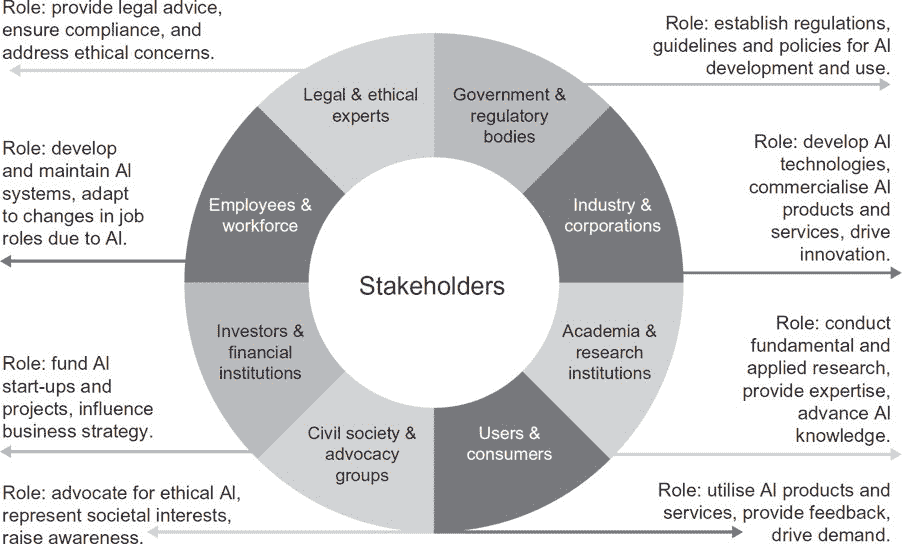 Role: provide legal advice,
ensure compliance, and
address ethical concerns.
Role: establish regulations,
guidelines and policies for AI
development and use.
Legal & ethical
experts
Government &
regulatory
bodies
Role: develop
and maintain AI
systems, adapt
to changes in job
roles due to AI.
Employees &
workforce
Industry &
corporations
Role: develop AI
technologies,
commercialise AI
products and
services, drive
innovation.
Stakeholders
Investors &
financial
institutions
Academia &
research
institutions
Role: fund AI
start-ups and
projects, influence
business strategy.
Role: conduct
fundamental and
applied research,
provide expertise,
advance AI
knowledge.
Civil society &
advocacy
groups
Users &
consumers
Role: advocate for ethical AI,
represent societal interests,
raise awareness.
Role: utilise AI products and
services, provide feedback,
drive demand.